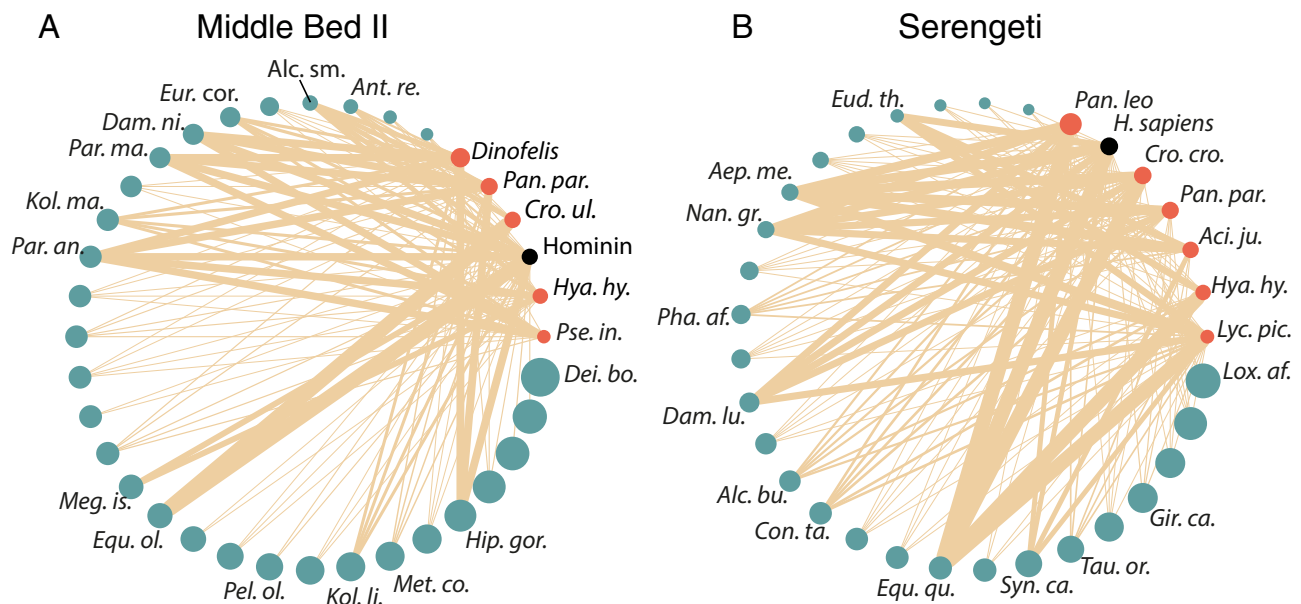 A
Middle Bed II
Alc. sm.
Ant. re.
Eur. cor.
Dam. ni.
Par. ma.
Kol. ma.
Par. an.
Dinofelis
Pan. par.
Cro. ul.
Hominin
Hya. hy.
Pse. in.
Dei. bo.
Meg. is.
Equ. ol.
Pel. ol.
Kol. li.
Met. co.
Hip. gor.
B
Serengeti
Eud. th.
Pan. leo
H. sapiens
Cro. cro.
Aep. me.
Pan. par.
Nan. gr.
Aci. ju.
Hya. hy.
Pha. af.
Lyc. pic.
Lox. af.
Dam. lu.
Alc. bu.
Con. ta.
Equ. qu.
Syn. ca.
Tau. or.
Gir. ca.